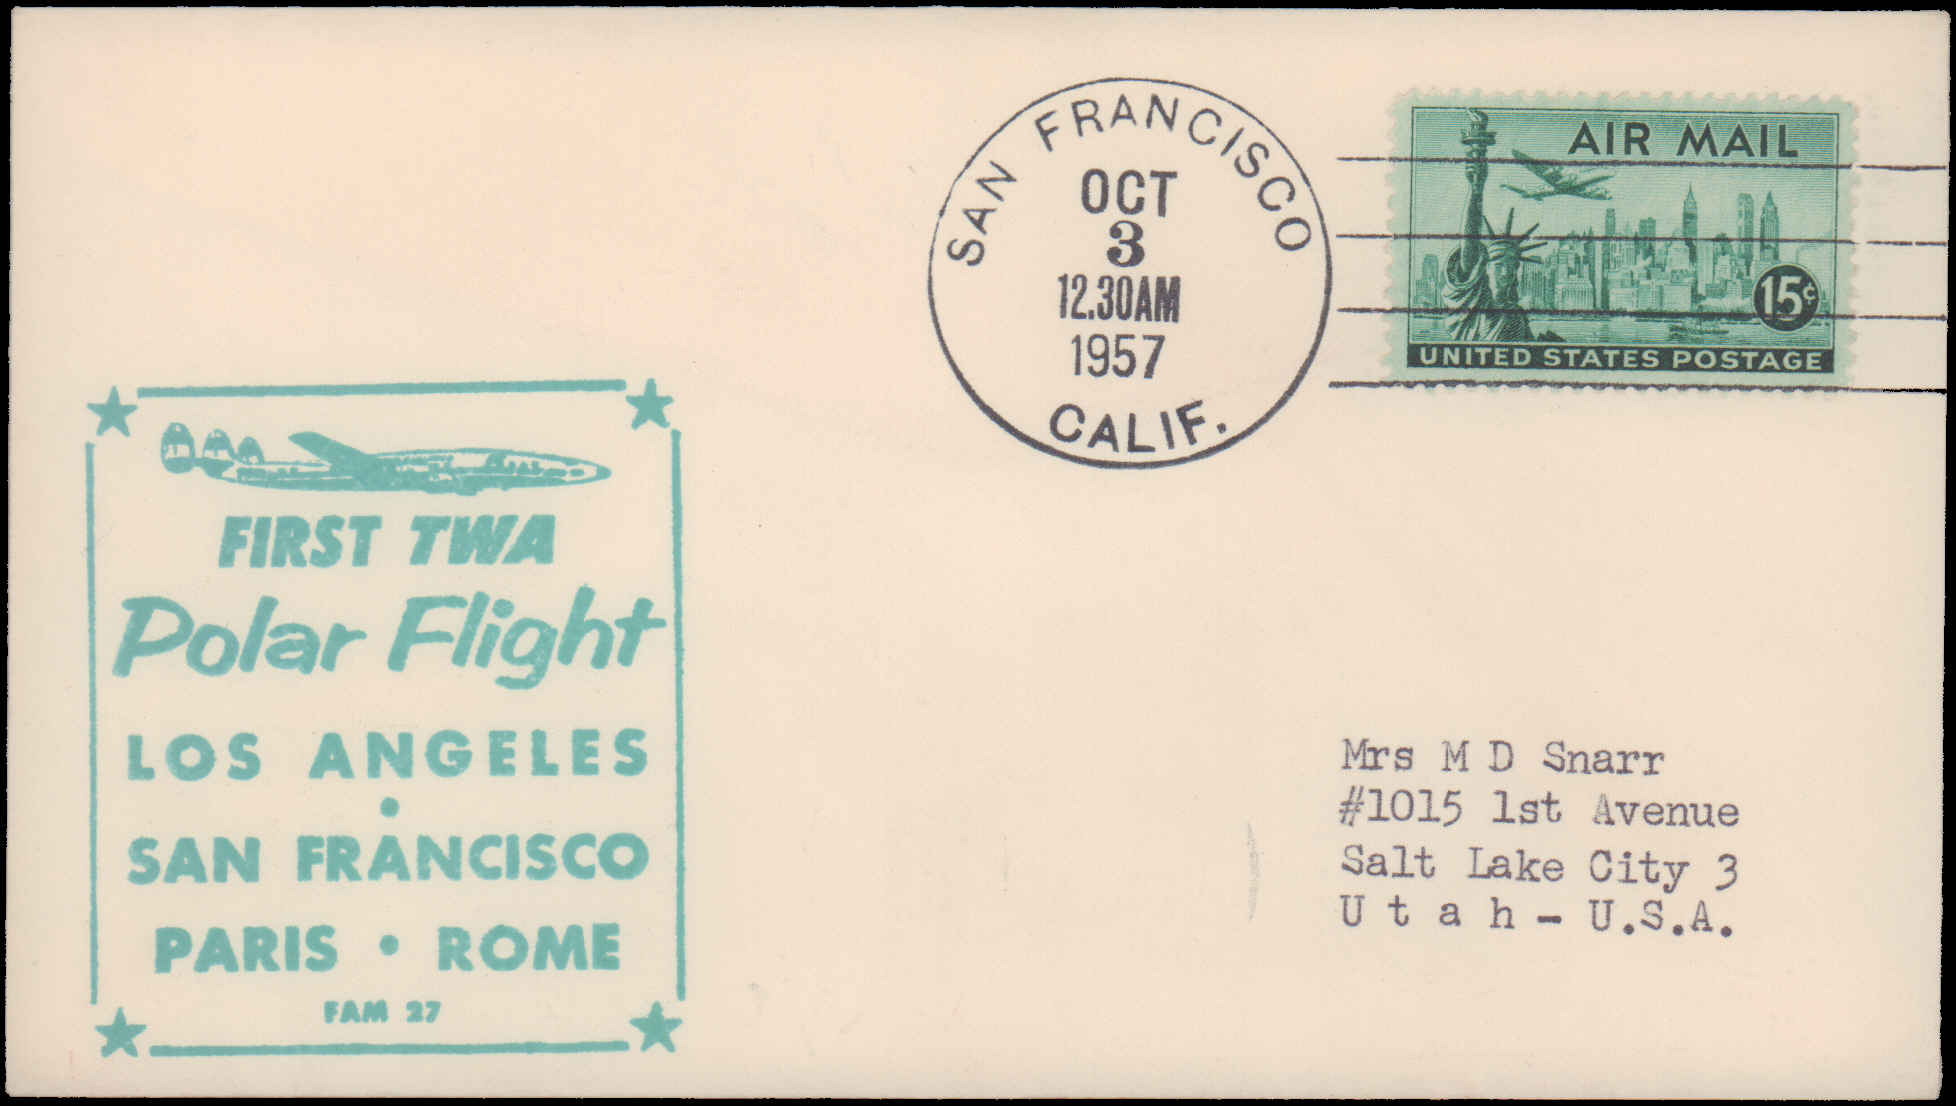 SAN FRANCISCO
OCT
3
12.30AM
1957
CALIF.
AIR MAIL
15¢
UNITED STATES POSTAGE
FIRST TWA
Polar Flight
LOS ANGELES
•
SAN FRANCISCO
PARIS • ROME
FAM 27
Mrs M D Snarr
#1015 1st Avenue
Salt Lake City 3
U t a h - U.S.A.